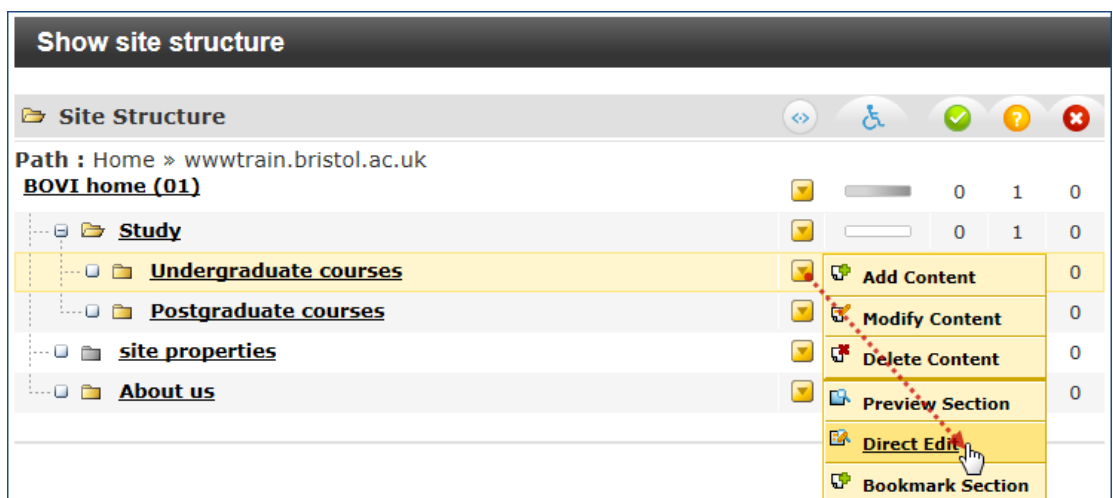 Show site structure
Site Structure
Path : Home » wwwtrain.bristol.ac.uk
BOVI home (01) 0 1 0
Study 0 1 0
Undergraduate courses 0
Add Content
Postgraduate courses 0
Modify Content
site properties 0
Delete Content
About us 0
Preview Section
Direct Edit
Bookmark Section